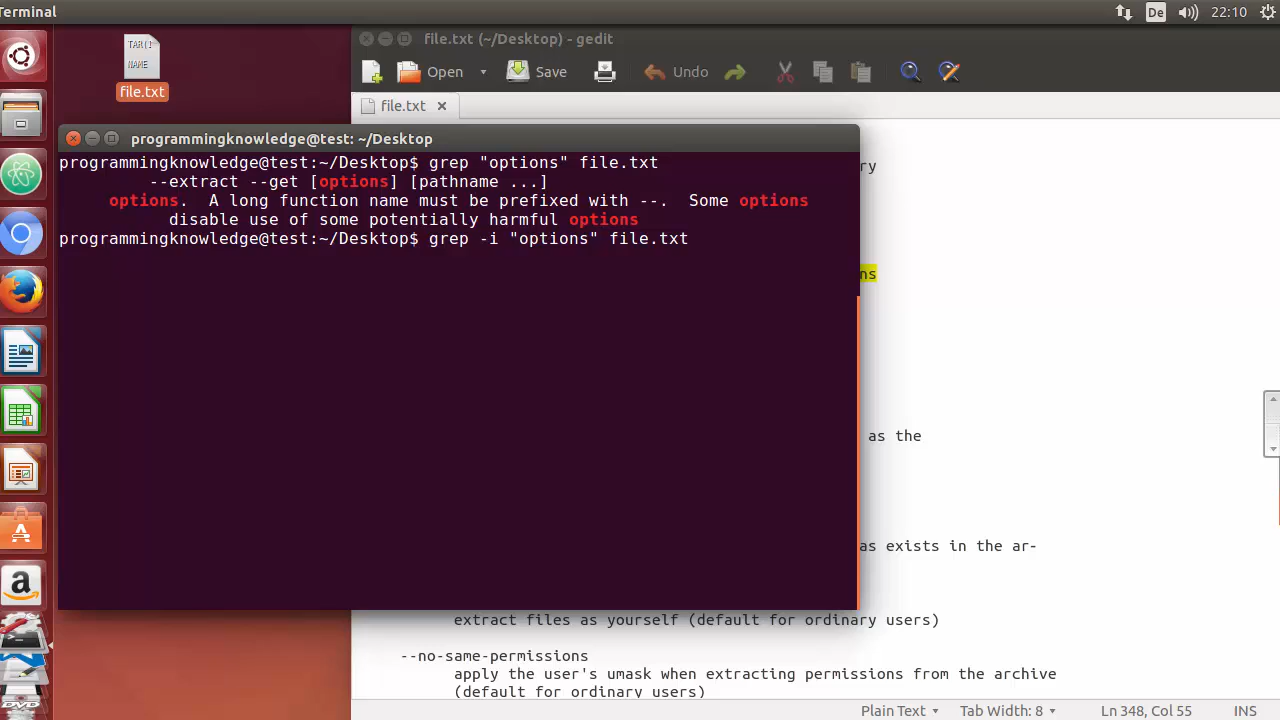 Terminal
De
22:10
TAR(1
NAME
file.txt
file.txt (~/Desktop) - gedit
Open
Save
Undo
file.txt
programmingknowledge@test: ~/Desktop
programmingknowledge@test:~/Desktop$ grep "options" file.txt
--extract --get [options] [pathname ...]
options.  A long function name must be prefixed with --.  Some options
disable use of some potentially harmful options
programmingknowledge@test:~/Desktop$ grep -i "options" file.txt
ry
ns
as the
as exists in the ar-
extract files as yourself (default for ordinary users)
--no-same-permissions
apply the user's umask when extracting permissions from the archive
(default for ordinary users)
Plain Text
Tab Width: 8
Ln 348, Col 55
INS